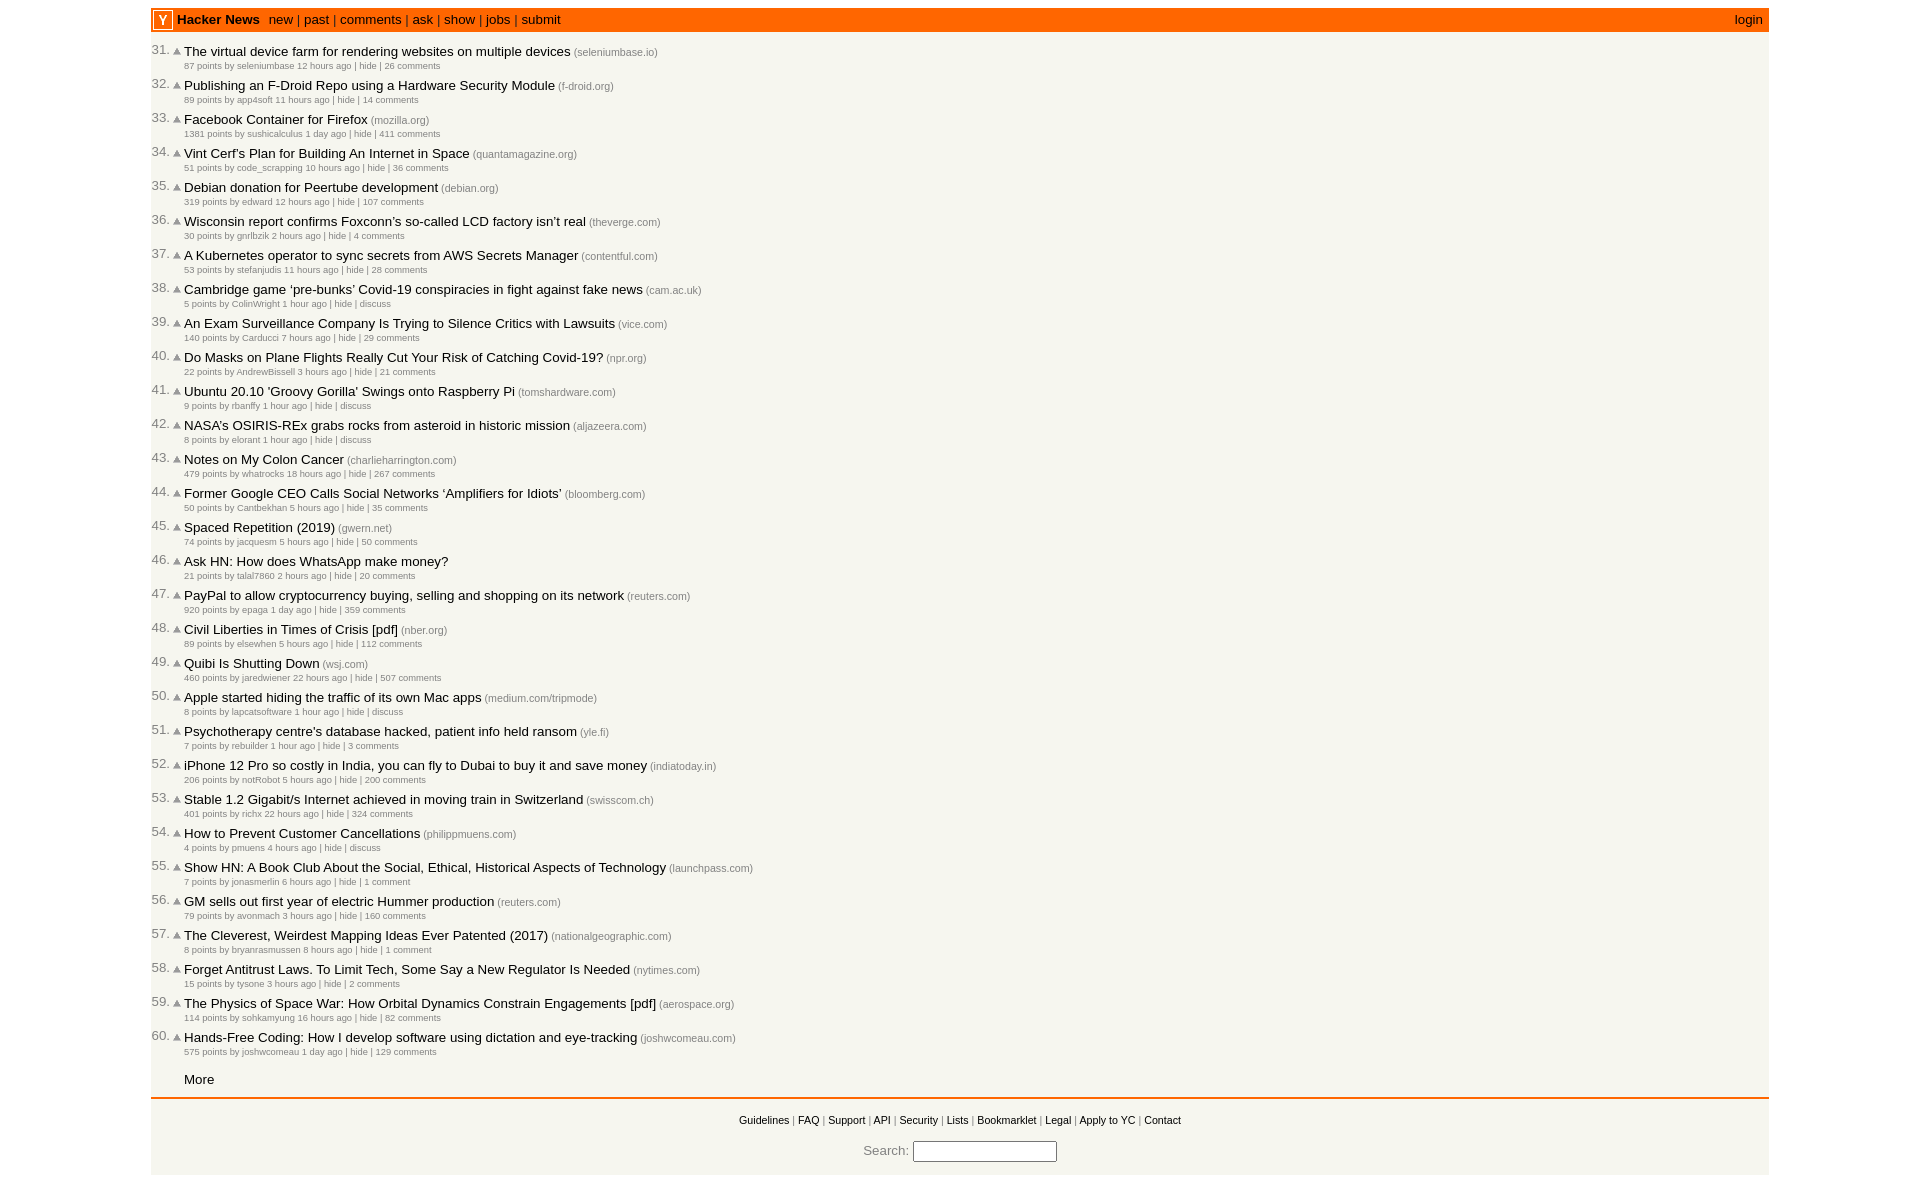 Y Hacker News new | past | comments | ask | show | jobs | submit login
31. The virtual device farm for rendering websites on multiple devices (seleniumbase.io)
87 points by seleniumbase 12 hours ago | hide | 26 comments
32. Publishing an F-Droid Repo using a Hardware Security Module (f-droid.org)
89 points by app4soft 11 hours ago | hide | 14 comments
33. Facebook Container for Firefox (mozilla.org)
1381 points by sushicalculus 1 day ago | hide | 411 comments
34. Vint Cerf’s Plan for Building An Internet in Space (quantamagazine.org)
51 points by code_scrapping 10 hours ago | hide | 36 comments
35. Debian donation for Peertube development (debian.org)
319 points by edward 12 hours ago | hide | 107 comments
36. Wisconsin report confirms Foxconn’s so-called LCD factory isn’t real (theverge.com)
30 points by gnrlbzik 2 hours ago | hide | 4 comments
37. A Kubernetes operator to sync secrets from AWS Secrets Manager (contentful.com)
53 points by stefanjudis 11 hours ago | hide | 28 comments
38. Cambridge game ‘pre-bunks’ Covid-19 conspiracies in fight against fake news (cam.ac.uk)
5 points by ColinWright 1 hour ago | hide | discuss
39. An Exam Surveillance Company Is Trying to Silence Critics with Lawsuits (vice.com)
140 points by Carducci 7 hours ago | hide | 29 comments
40. Do Masks on Plane Flights Really Cut Your Risk of Catching Covid-19? (npr.org)
22 points by AndrewBissell 3 hours ago | hide | 21 comments
41. Ubuntu 20.10 'Groovy Gorilla' Swings onto Raspberry Pi (tomshardware.com)
9 points by rbanffy 1 hour ago | hide | discuss
42. NASA’s OSIRIS-REx grabs rocks from asteroid in historic mission (aljazeera.com)
8 points by elorant 1 hour ago | hide | discuss
43. Notes on My Colon Cancer (charlieharrington.com)
479 points by whatrocks 18 hours ago | hide | 267 comments
44. Former Google CEO Calls Social Networks ‘Amplifiers for Idiots’ (bloomberg.com)
50 points by Cantbekhan 5 hours ago | hide | 35 comments
45. Spaced Repetition (2019) (gwern.net)
74 points by jacquesm 5 hours ago | hide | 50 comments
46. Ask HN: How does WhatsApp make money?
21 points by talal7860 2 hours ago | hide | 20 comments
47. PayPal to allow cryptocurrency buying, selling and shopping on its network (reuters.com)
920 points by epaga 1 day ago | hide | 359 comments
48. Civil Liberties in Times of Crisis [pdf] (nber.org)
89 points by elsewhen 5 hours ago | hide | 112 comments
49. Quibi Is Shutting Down (wsj.com)
460 points by jaredwiener 22 hours ago | hide | 507 comments
50. Apple started hiding the traffic of its own Mac apps (medium.com/tripmode)
8 points by lapcatsoftware 1 hour ago | hide | discuss
51. Psychotherapy centre's database hacked, patient info held ransom (yle.fi)
7 points by rebuilder 1 hour ago | hide | 3 comments
52. iPhone 12 Pro so costly in India, you can fly to Dubai to buy it and save money (indiatoday.in)
206 points by notRobot 5 hours ago | hide | 200 comments
53. Stable 1.2 Gigabit/s Internet achieved in moving train in Switzerland (swisscom.ch)
401 points by richx 22 hours ago | hide | 324 comments
54. How to Prevent Customer Cancellations (philippmuens.com)
4 points by pmuens 4 hours ago | hide | discuss
55. Show HN: A Book Club About the Social, Ethical, Historical Aspects of Technology (launchpass.com)
7 points by jonasmerlin 6 hours ago | hide | 1 comment
56. GM sells out first year of electric Hummer production (reuters.com)
79 points by avonmach 3 hours ago | hide | 160 comments
57. The Cleverest, Weirdest Mapping Ideas Ever Patented (2017) (nationalgeographic.com)
8 points by bryanrasmussen 8 hours ago | hide | 1 comment
58. Forget Antitrust Laws. To Limit Tech, Some Say a New Regulator Is Needed (nytimes.com)
15 points by tysone 3 hours ago | hide | 2 comments
59. The Physics of Space War: How Orbital Dynamics Constrain Engagements [pdf] (aerospace.org)
114 points by sohkamyung 16 hours ago | hide | 82 comments
60. Hands-Free Coding: How I develop software using dictation and eye-tracking (joshwcomeau.com)
575 points by joshwcomeau 1 day ago | hide | 129 comments
More
Guidelines | FAQ | Support | API | Security | Lists | Bookmarklet | Legal | Apply to YC | Contact
Search: